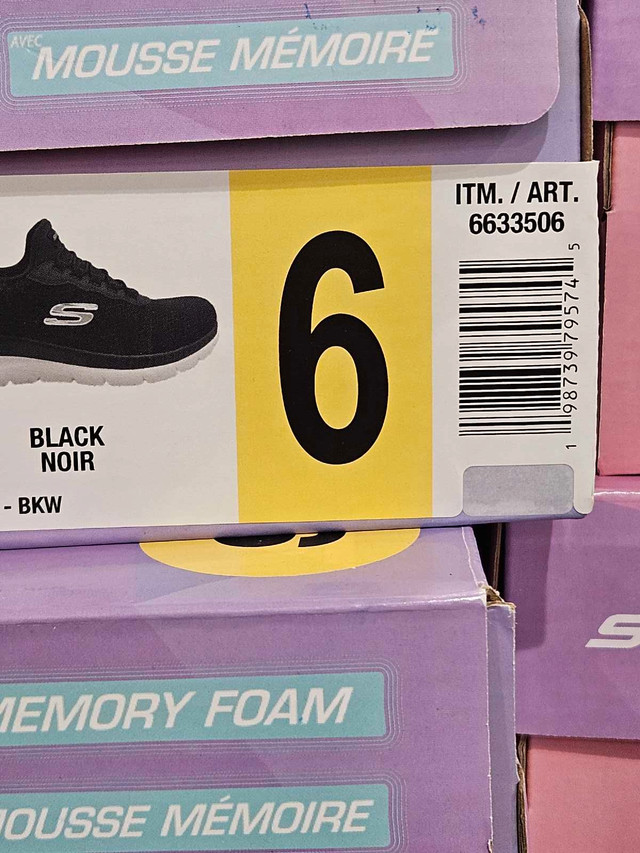 AVEC
MOUSSE MÉMOIRE
ITM. / ART.
6633506
6
BLACK
NOIR
- BKW
1 98739 79574 5
MEMORY FOAM
MOUSSE MÉMOIRE